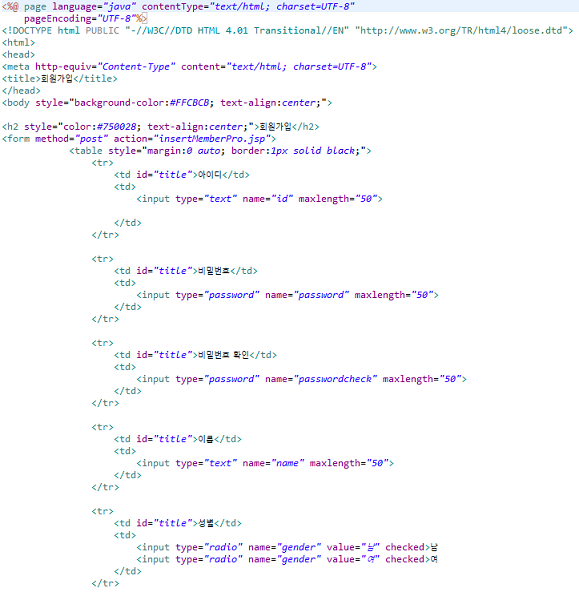 <%@ page language="java" contentType="text/html; charset=UTF-8"
pageEncoding="UTF-8"%>
<!DOCTYPE html PUBLIC "-//W3C//DTD HTML 4.01 Transitional//EN" "http://www.w3.org/TR/html4/loose.dtd">
<html>
<head>
<meta http-equiv="Content-Type" content="text/html; charset=UTF-8">
<title>회원가입</title>
</head>
<body style="background-color:#FFCBCB; text-align:center;">
<h2 style="color:#750028; text-align:center;">회원가입</h2>
<form method="post" action="insertMemberPro.jsp">
<table style="margin:0 auto; border:1px solid black;">
<tr>
<td id="title">아이디</td>
<td>
<input type="text" name="id" maxlength="50">
</td>
</tr>
<tr>
<td id="title">비밀번호</td>
<td>
<input type="password" name="password" maxlength="50">
</td>
</tr>
<tr>
<td id="title">비밀번호 확인</td>
<td>
<input type="password" name="passwordcheck" maxlength="50">
</td>
</tr>
<tr>
<td id="title">이름</td>
<td>
<input type="text" name="name" maxlength="50">
</td>
</tr>
<tr>
<td id="title">성별</td>
<td>
<input type="radio" name="gender" value="남" checked>남
<input type="radio" name="gender" value="여" checked>여
</td>
</tr>